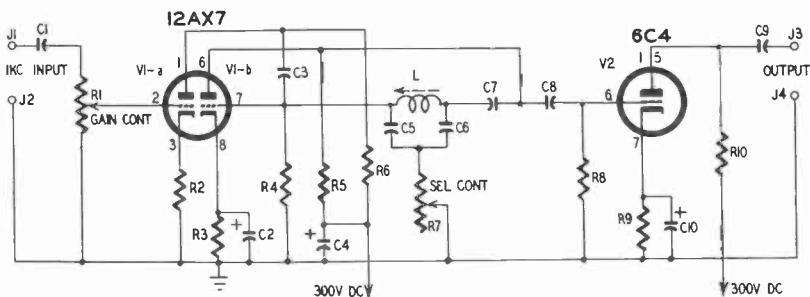 12AX7
6C4
J1
C1
1KC INPUT
J2
R1
GAIN CONT
V1-a
V1-b
1
6
2
7
3
8
R2
R3
C2
C3
R4
R5
C4
R6
300V DC
L
C5
C6
SEL CONT
R7
C7
C8
R8
V2
1
5
6
7
R9
C10
R10
300V DC
C9
J3
OUTPUT
J4